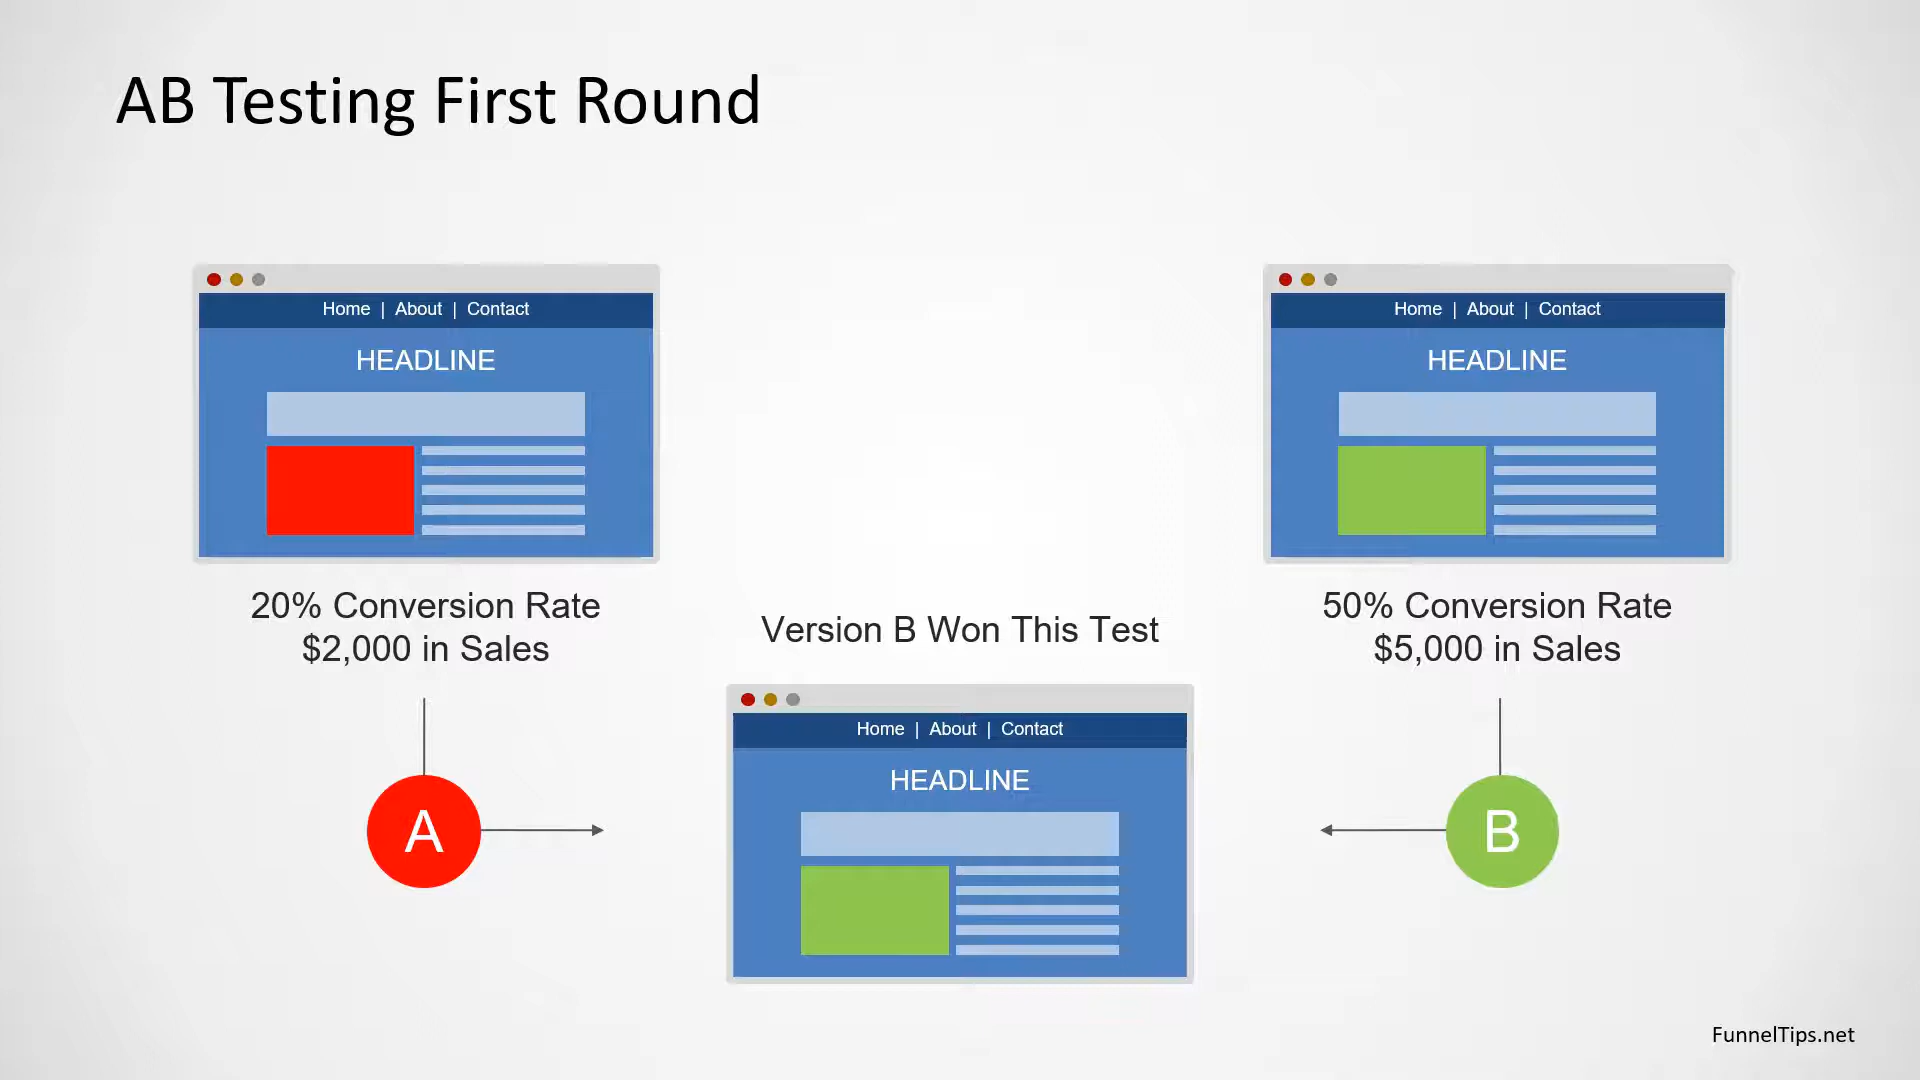 AB Testing First Round
Home | About | Contact
HEADLINE
20% Conversion Rate
$2,000 in Sales
A
Home | About | Contact
HEADLINE
50% Conversion Rate
$5,000 in Sales
B
Version B Won This Test
Home | About | Contact
HEADLINE
FunnelTips.net